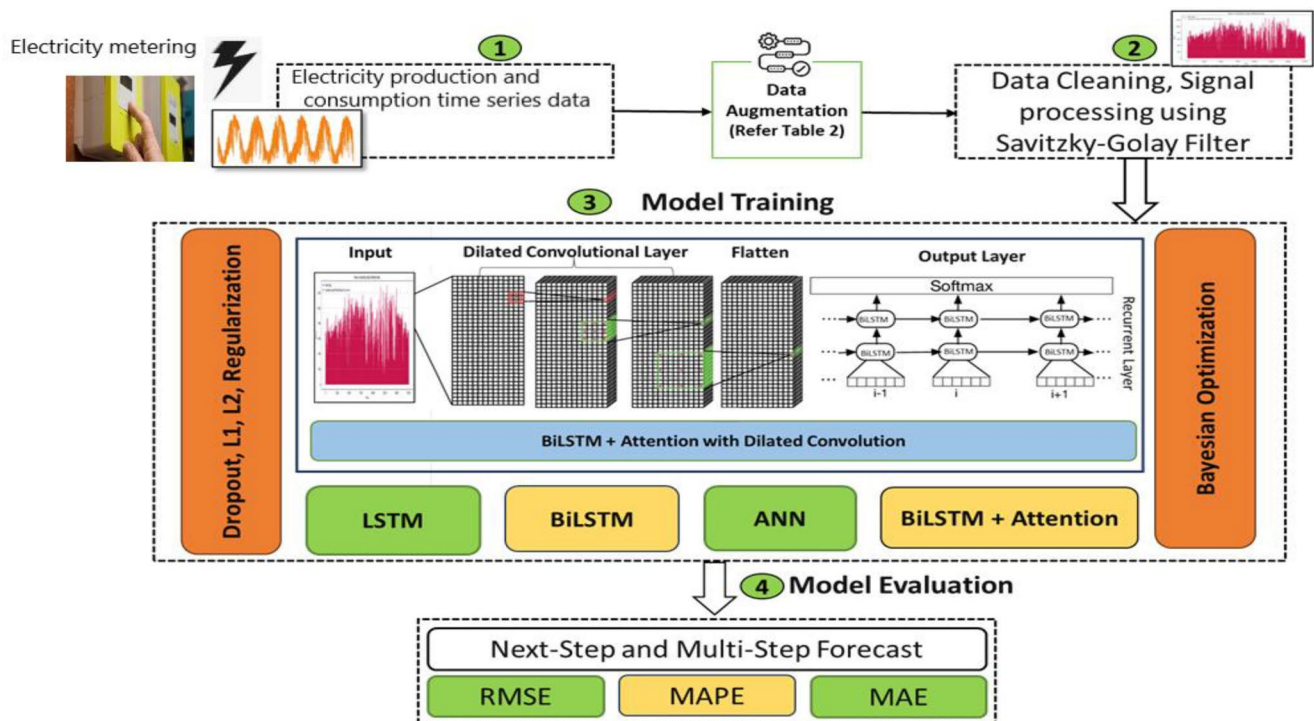 Electricity metering
1
Electricity production and
consumption time series data
Data
Augmentation
(Refer Table 2)
2
Data Cleaning, Signal
processing using
Savitzky-Golay Filter
3 Model Training
Dropout, L1, L2, Regularization
Input
Dilated Convolutional Layer
Flatten
Output Layer
Softmax
BiLSTM BiLSTM BiLSTM
BiLSTM BiLSTM BiLSTM
i-1 i i+1
Recurrent Layer
BiLSTM + Attention with Dilated Convolution
LSTM
BiLSTM
ANN
BiLSTM + Attention
Bayesian Optimization
4 Model Evaluation
Next-Step and Multi-Step Forecast
RMSE
MAPE
MAE